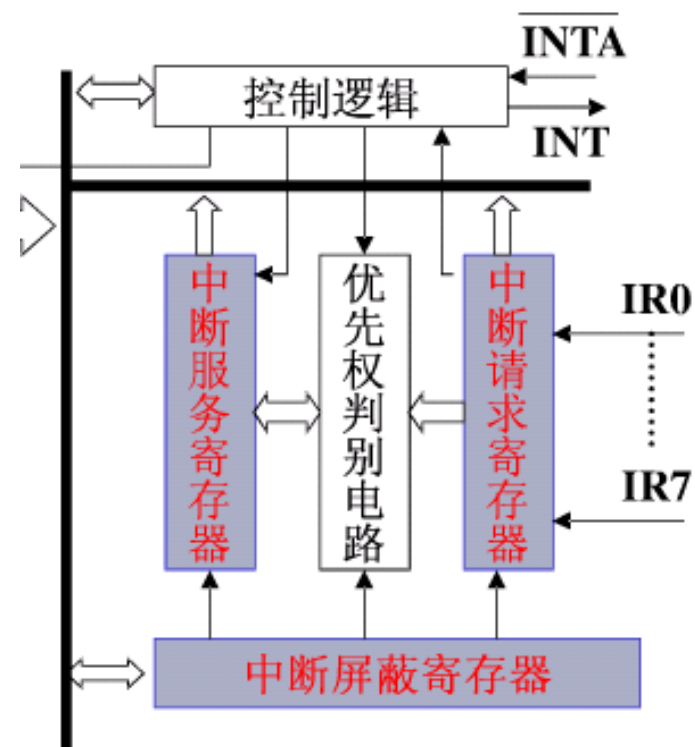 INTA
控制逻辑
INT
中断服务寄存器
优先权判别电路
中断请求寄存器
IR0
IR7
中断屏蔽寄存器